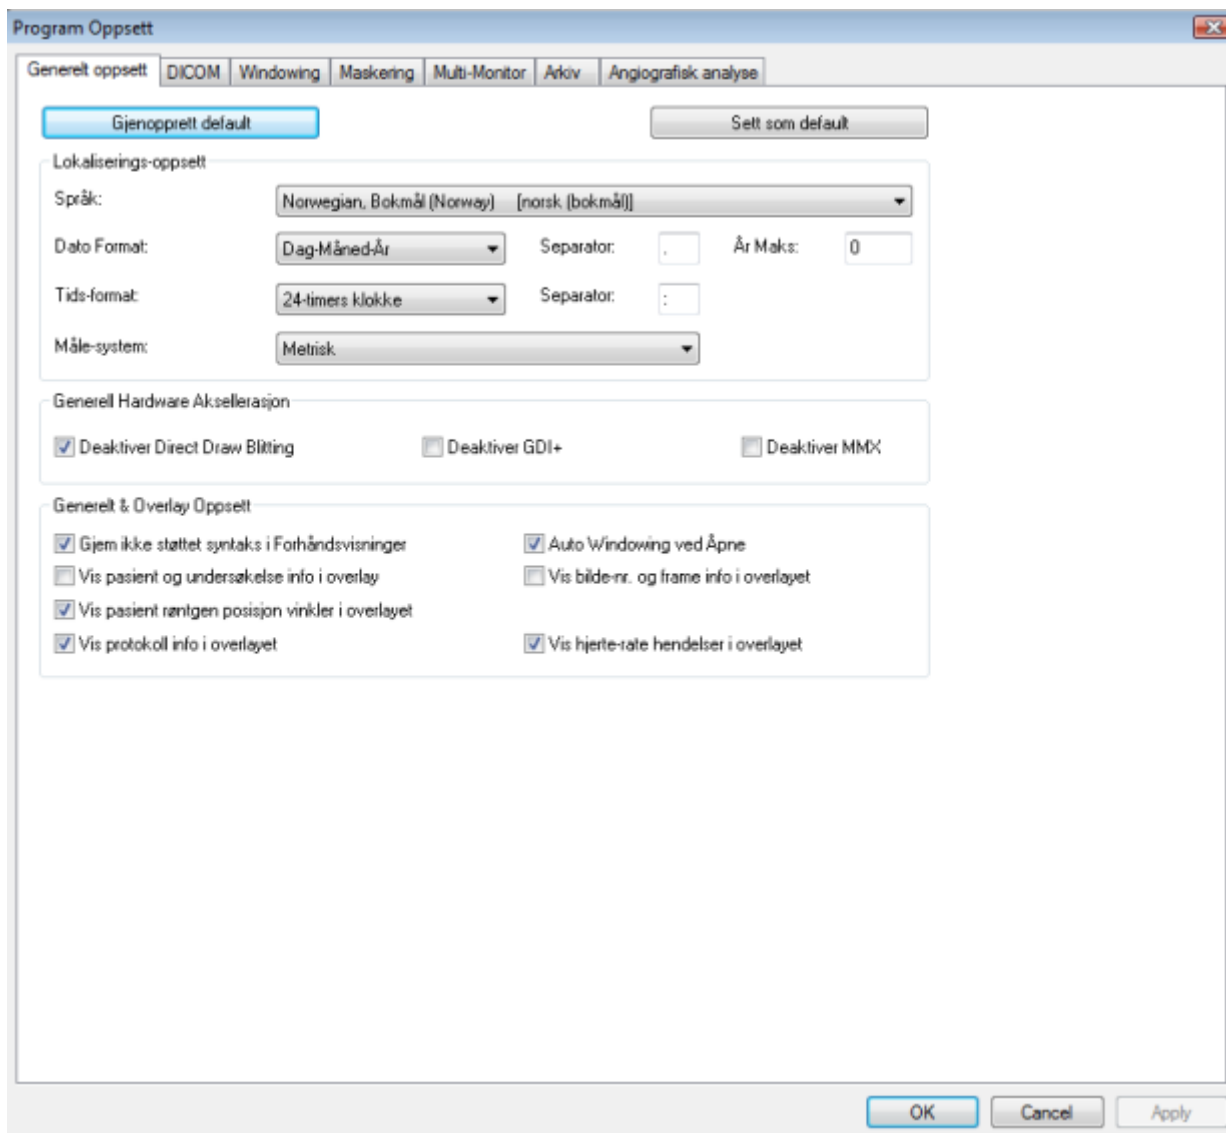 Program Oppsett
Generelt oppsett DICOM Windowing Maskering Multi-Monitor Arkiv Angiografisk analyse
Gjenopprett default Sett som default
Lokaliserings-oppsett
Språk: Norwegian, Bokmål (Norway) [norsk (bokmål)]
Dato Format: Dag-Måned-År Separator: . År Maks: 0
Tids-format: 24-timers klokke Separator: :
Måle-system: Metrisk
Generell Hardware Aksellerasjon
Deaktiver Direct Draw Blitting Deaktiver GDI+ Deaktiver MMX
Generelt & Overlay Oppsett
Gjem ikke støttet syntaks i Forhåndsvisninger Auto Windowing ved Åpne
Vis pasient og undersøkelse info i overlay Vis bilde-nr. og frame info i overlayet
Vis pasient røntgen posisjon vinkler i overlayet
Vis protokoll info i overlayet Vis hjerte-rate hendelser i overlayet
OK Cancel Apply